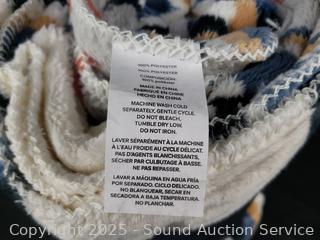 100% POLYESTER
100% POLYESTER
COMPOSICIÓN
100% poliéster
MADE IN CHINA
FABRIQUÉ EN CHINE
HECHO EN CHINA
MACHINE WASH COLD
SEPARATELY, GENTLE CYCLE.
DO NOT BLEACH,
TUMBLE DRY LOW.
DO NOT IRON.
LAVER SÉPARÉMENT À LA MACHINE
À L'EAU FROIDE AU CYCLE DÉLICAT.
PAS D'AGENTS BLANCHISSANTS,
SÉCHER PAR CULBUTAGE À BASSE.
NE PAS REPASSER.
LAVAR A MÁQUINA EN AGUA FRÍA
POR SEPARADO, CICLO DELICADO.
NO BLANQUEAR, SECAR EN
SECADORA A BAJA TEMPERATURA.
NO PLANCHAR.
Copyright 2025 - Sound Auction Service